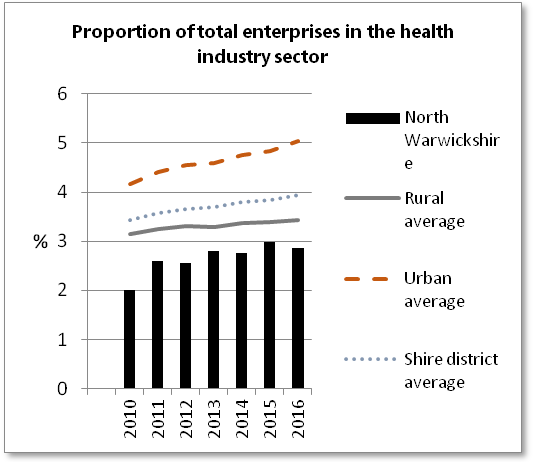 Proportion of total enterprises in the health
industry sector
6
5
4
3
2
1
0
%
2010
2011
2012
2013
2014
2015
2016
North
Warwickshir
e
Rural
average
Urban
average
Shire district
average